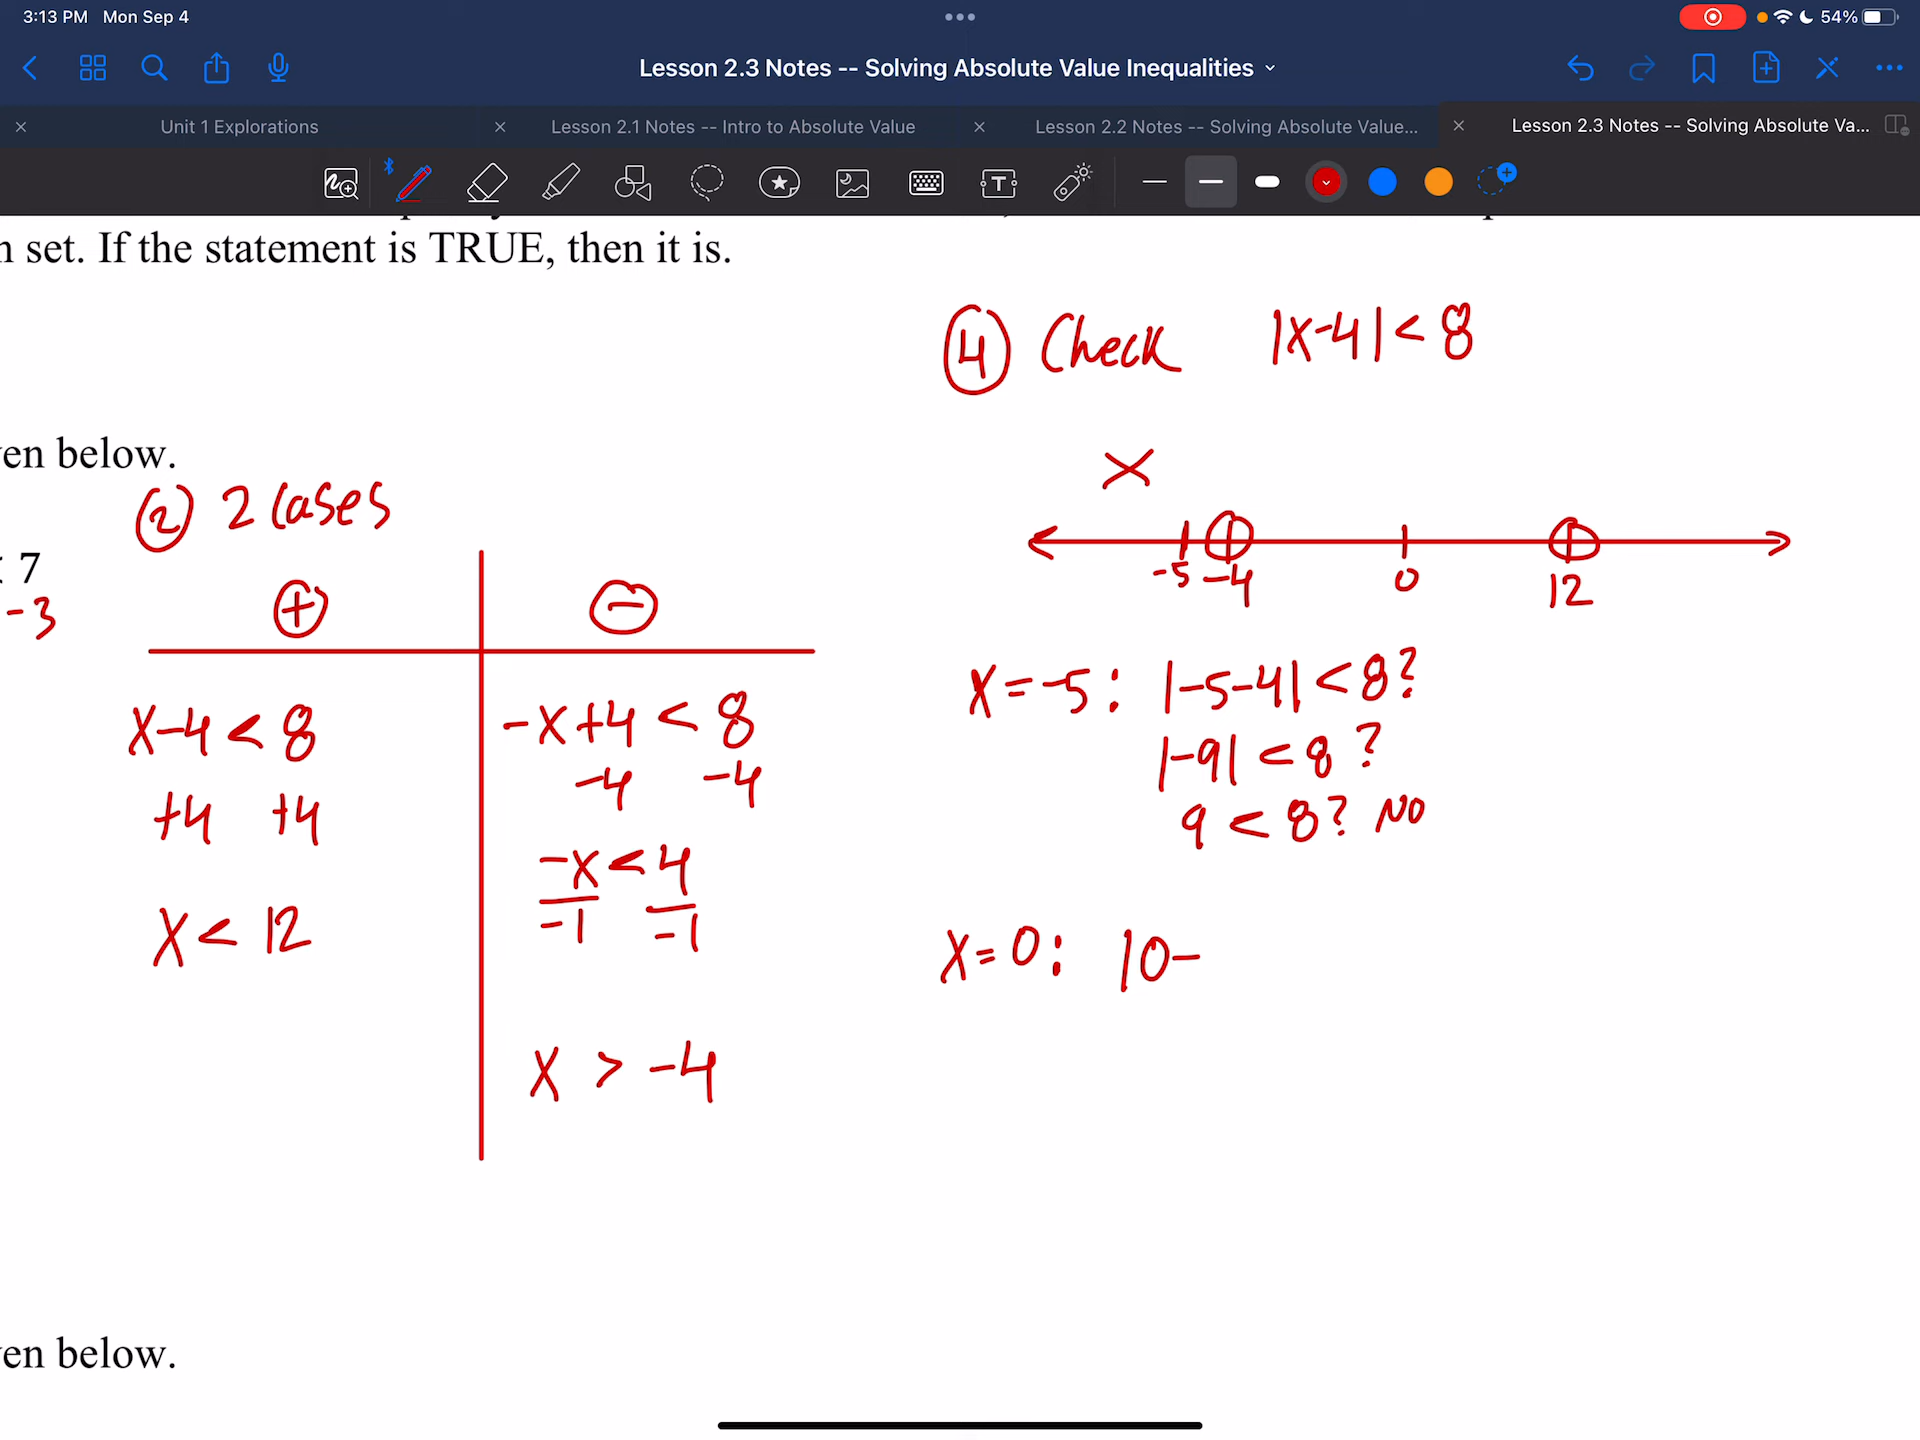 3:13 PM Mon Sep 4
54%
Lesson 2.3 Notes -- Solving Absolute Value Inequalities
Unit 1 Explorations
Lesson 2.1 Notes -- Intro to Absolute Value
Lesson 2.2 Notes -- Solving Absolute Value...
Lesson 2.3 Notes -- Solving Absolute Va...
n set. If the statement is TRUE, then it is.
④ Check |x-4| < 8
en below.
② 2 Cases
7
-3
+
-
x-4 < 8
+4 +4
x < 12
-x+4 < 8
-4 -4
-x < 4
-1 -1
x > -4
X
-5 -4 0 12
x = -5: |-5-4| < 8?
|-9| < 8?
9 < 8? NO
x = 0: |0-
en below.